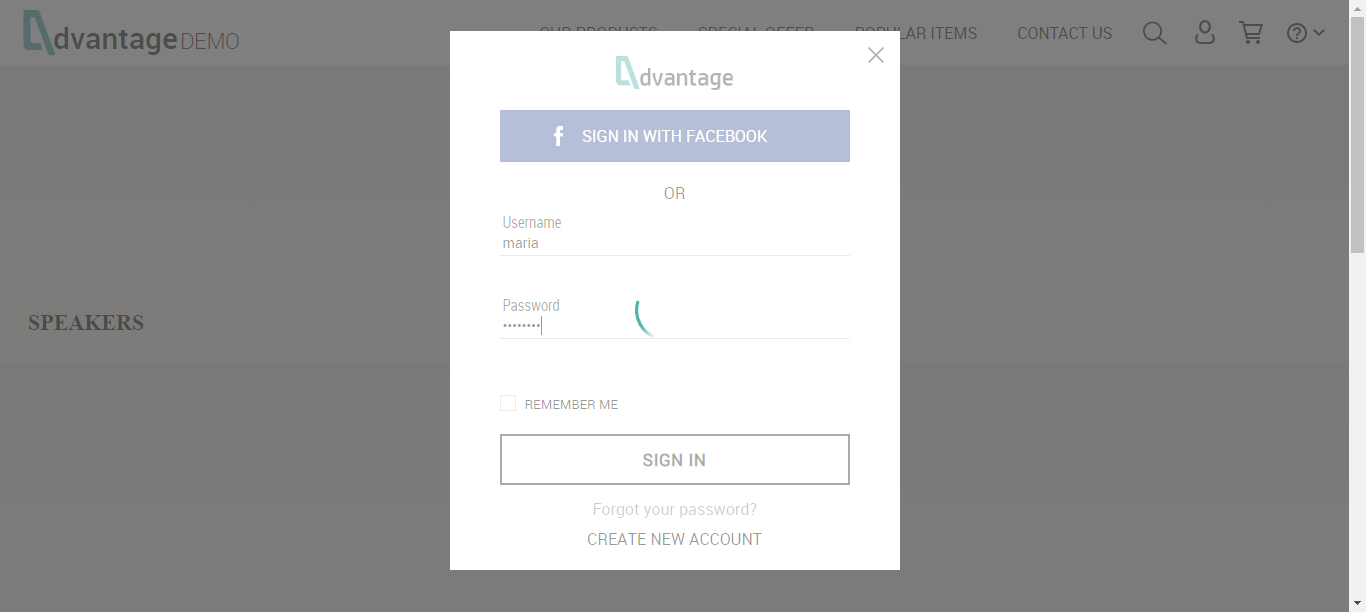 dvantage DEMO
OUR PRODUCTS SPECIAL OFFER POPULAR ITEMS CONTACT US
dvantage
SIGN IN WITH FACEBOOK
OR
Username
maria
Password
••••••••
REMEMBER ME
SIGN IN
Forgot your password?
CREATE NEW ACCOUNT
SPEAKERS